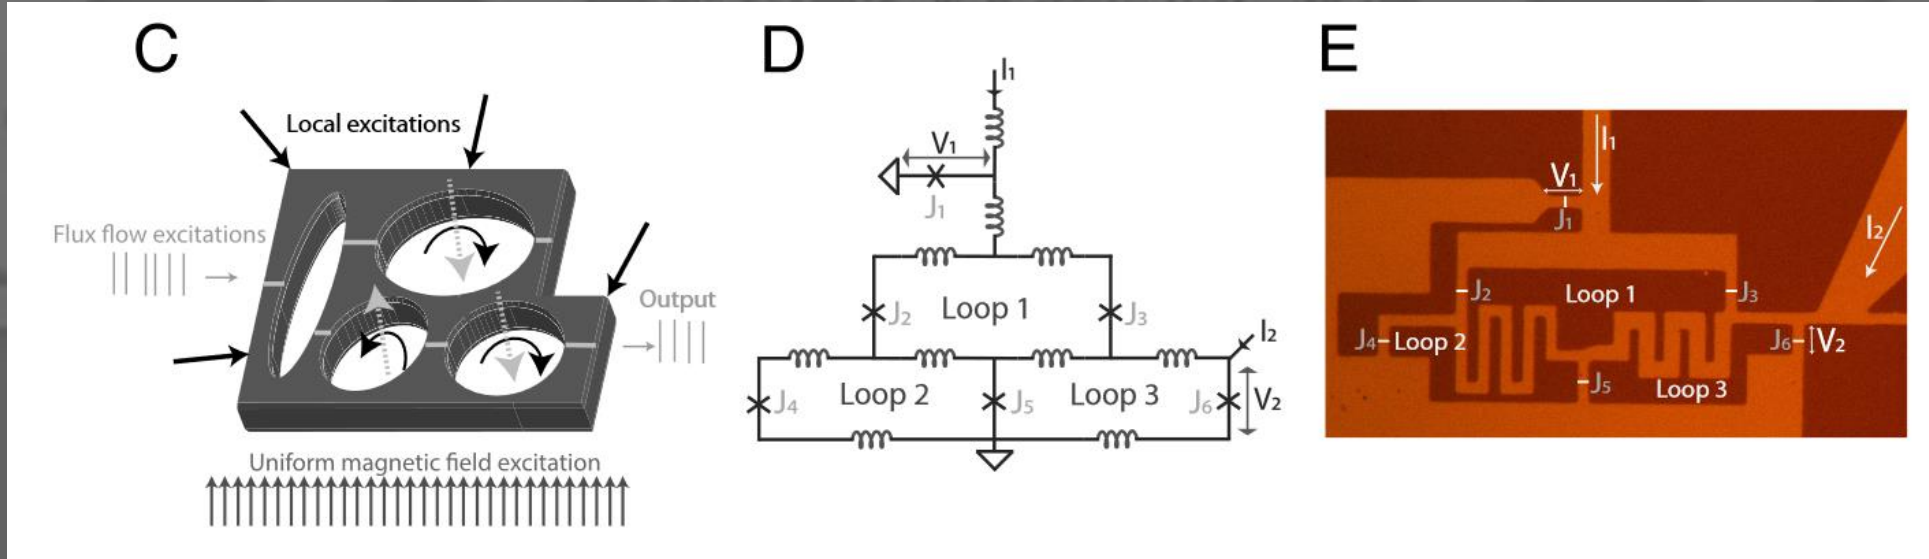 C
Local excitations
Flux flow excitations
Output
Uniform magnetic field excitation
D
I1
V1
J1
J2
Loop 1
J3
I2
J4
Loop 2
J5
Loop 3
J6
V2
E
I1
V1
J1
I2
J2
Loop 1
J3
J4
Loop 2
J6
V2
J5
Loop 3